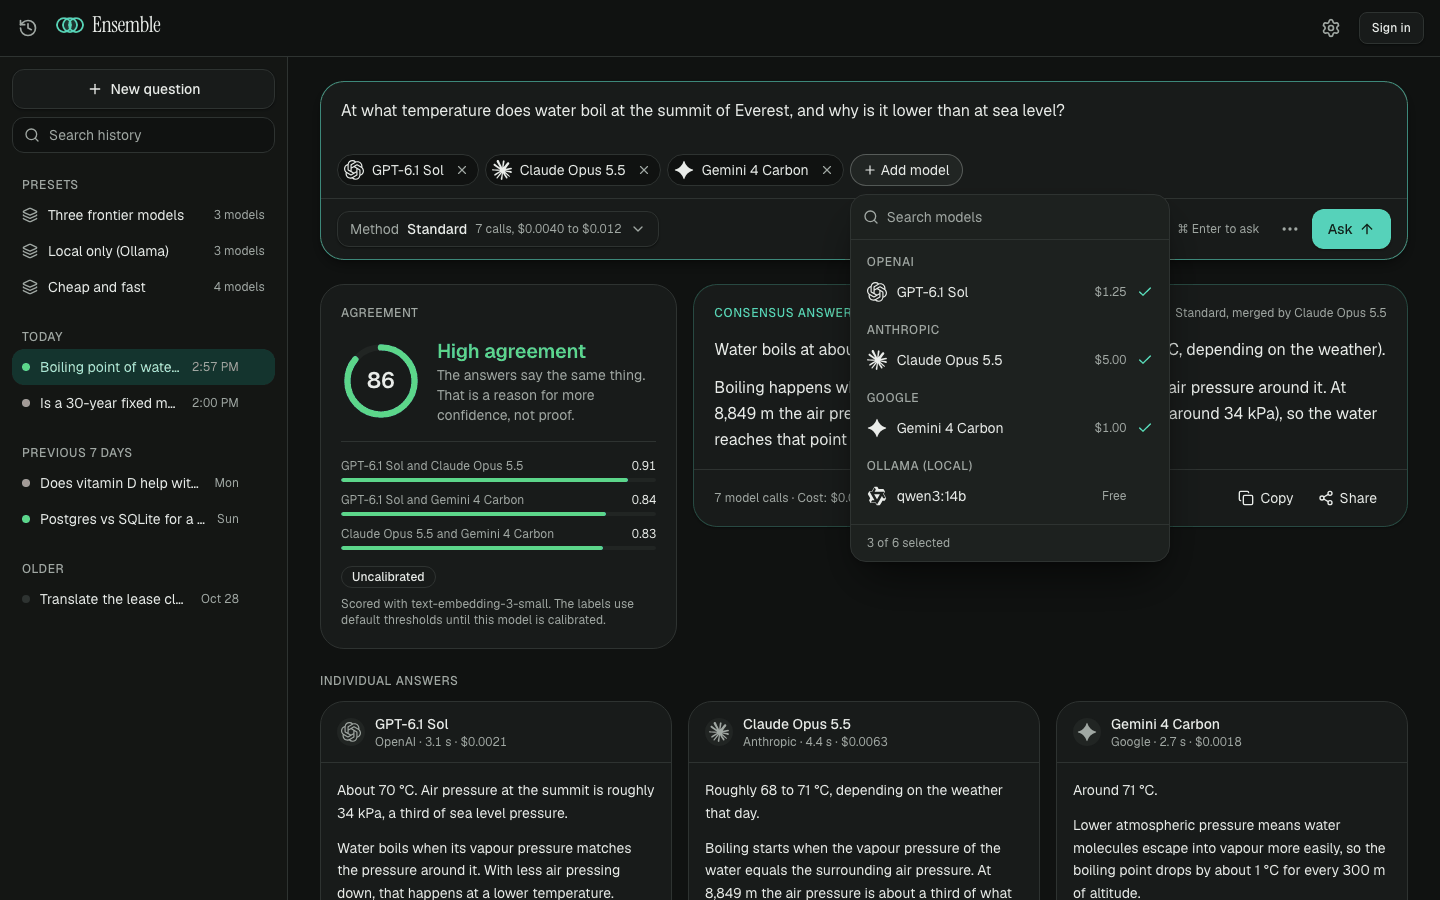 Ensemble
Sign in
New question
Search history
PRESETS
Three frontier models 3 models
Local only (Ollama) 3 models
Cheap and fast 4 models
TODAY
Boiling point of wate... 2:57 PM
Is a 30-year fixed m... 2:00 PM
PREVIOUS 7 DAYS
Does vitamin D help wit... Mon
Postgres vs SQLite for a ... Sun
OLDER
Translate the lease cl... Oct 28
At what temperature does water boil at the summit of Everest, and why is it lower than at sea level?
GPT-6.1 Sol
Claude Opus 5.5
Gemini 4 Carbon
+ Add model
Method Standard 7 calls, $0.0040 to $0.012
⌘ Enter to ask
Ask
Search models
OPENAI
GPT-6.1 Sol $1.25
ANTHROPIC
Claude Opus 5.5 $5.00
GOOGLE
Gemini 4 Carbon $1.00
OLLAMA (LOCAL)
qwen3:14b Free
3 of 6 selected
AGREEMENT
86
High agreement
The answers say the same thing.
That is a reason for more
confidence, not proof.
GPT-6.1 Sol and Claude Opus 5.5 0.91
GPT-6.1 Sol and Gemini 4 Carbon 0.84
Claude Opus 5.5 and Gemini 4 Carbon 0.83
Uncalibrated
Scored with text-embedding-3-small. The labels use
default thresholds until this model is calibrated.
CONSENSUS ANSWER
Standard, merged by Claude Opus 5.5
Water boils at C, depending on the weather).
Boiling happens air pressure around it. At
8,849 m the air around 34 kPa), so the water
reaches that point
7 model calls · Cost:
Copy
Share
INDIVIDUAL ANSWERS
GPT-6.1 Sol
OpenAI · 3.1 s · $0.0021
About 70 °C. Air pressure at the summit is roughly
34 kPa, a third of sea level pressure.
Water boils when its vapour pressure matches
the pressure around it. With less air pressing
down, that happens at a lower temperature.
Claude Opus 5.5
Anthropic · 4.4 s · $0.0063
Roughly 68 to 71 °C, depending on the weather
that day.
Boiling starts when the vapour pressure of the
water equals the surrounding air pressure. At
8,849 m the air pressure is about a third of what
Gemini 4 Carbon
Google · 2.7 s · $0.0018
Around 71 °C.
Lower atmospheric pressure means water
molecules escape into vapour more easily, so the
boiling point drops by about 1 °C for every 300 m
of altitude.